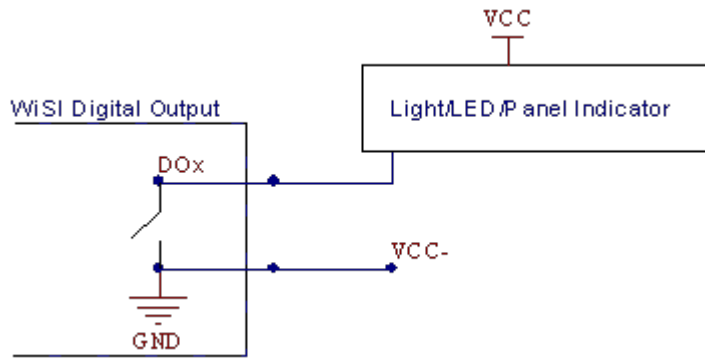 VCC
Light/LED/Panel Indicator
WiSI Digital Output
DOx
VCC-
GND